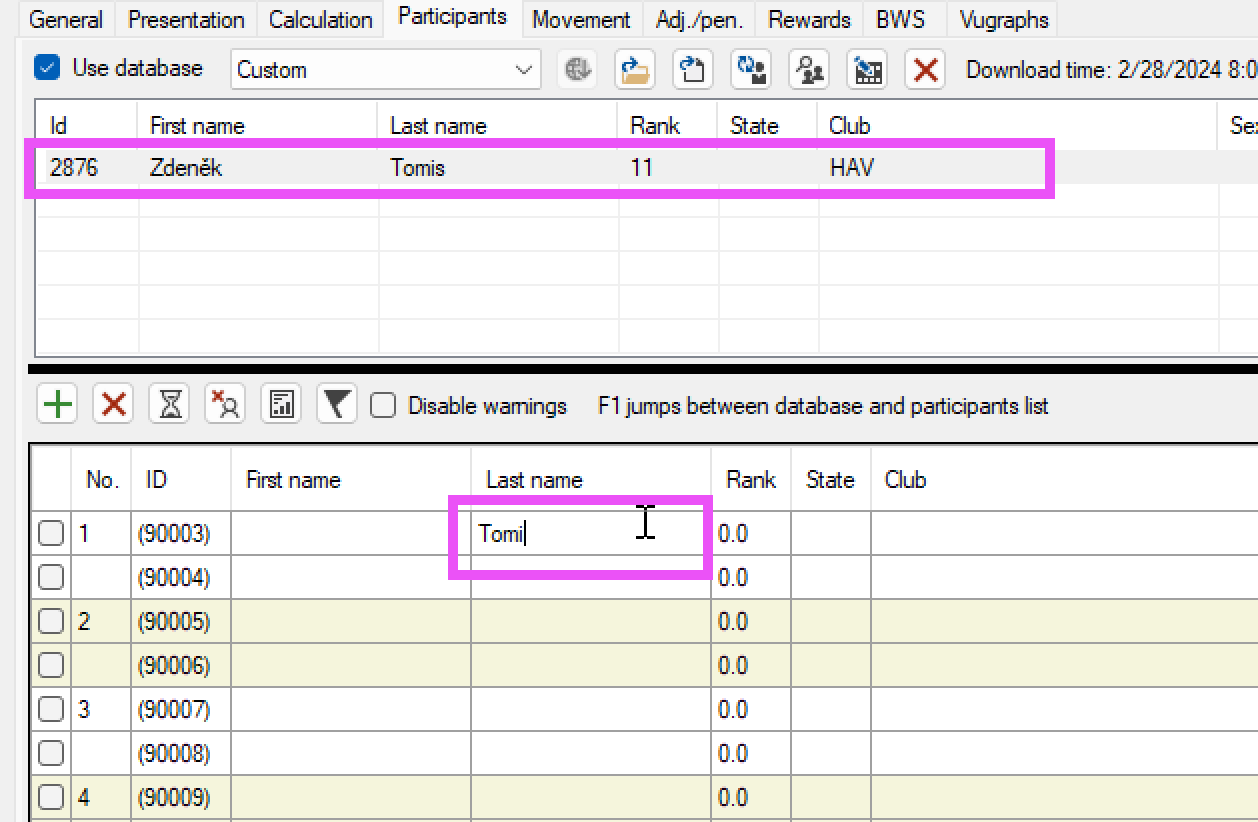 General Presentation Calculation Participants Movement Adj./pen. Rewards BWS Vugraphs
Use database Custom Download time: 2/28/2024 8:0
Id First name Last name Rank State Club Se
2876 Zdeněk Tomis 11 HAV
Disable warnings F1 jumps between database and participants list
No. ID First name Last name Rank State Club
1 (90003) Tomi 0.0
(90004) 0.0
2 (90005) 0.0
(90006) 0.0
3 (90007) 0.0
(90008) 0.0
4 (90009) 0.0